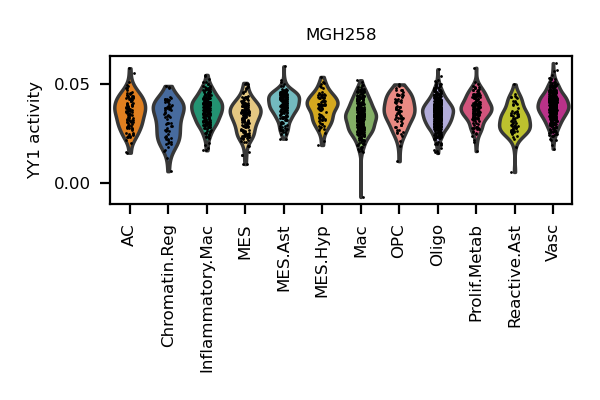 MGH258
YY1 activity
0.05
0.00
AC
Chromatin.Reg
Inflammatory.Mac
MES
MES.Ast
MES.Hyp
Mac
OPC
Oligo
Prolif.Metab
Reactive.Ast
Vasc